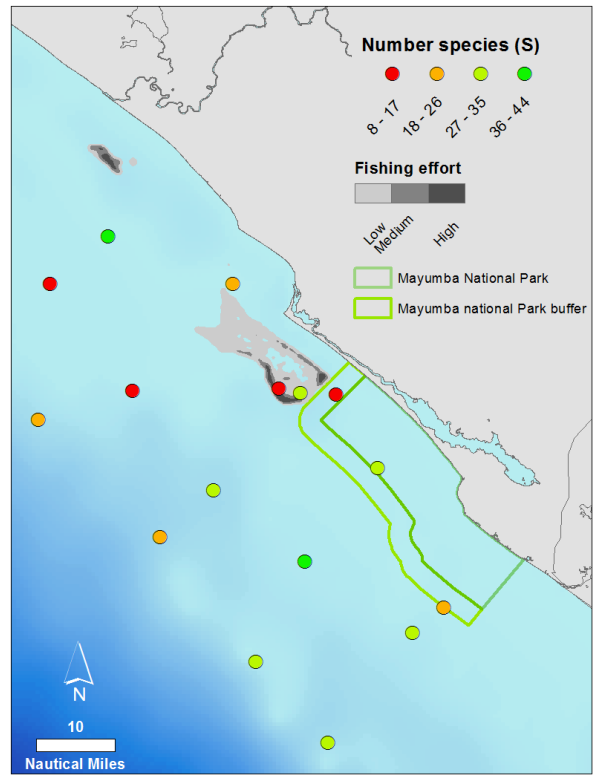 Number species (S)
8 - 17
18 - 26
27 - 35
36 - 44
Fishing effort
Low
Medium
High
Mayumba National Park
Mayumba national Park buffer
N
10
Nautical Miles